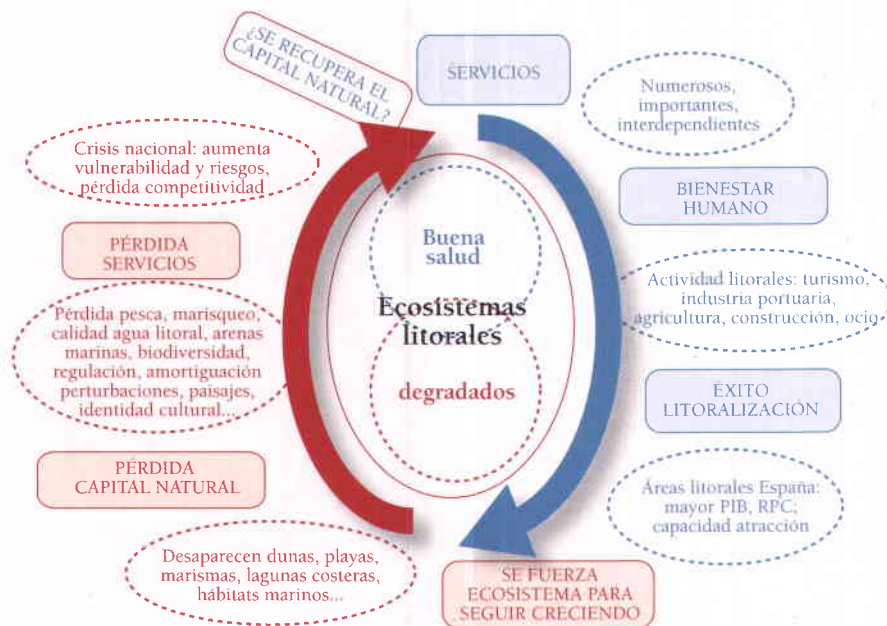 ¿SE RECUPERA EL
CAPITAL NATURAL?
SERVICIOS
Numerosos,
importantes,
interdependientes
BIENESTAR
HUMANO
Actividad litorales: turismo,
industria portuaria,
agricultura, construcción, ocio
ÉXITO
LITORALIZACIÓN
Áreas litorales España:
mayor PIB, RPC;
capacidad atracción
SE FUERZA
ECOSISTEMA PARA
SEGUIR CRECIENDO
Desaparecen dunas, playas,
marismas, lagunas costeras,
hábitats marinos...
PÉRDIDA
CAPITAL NATURAL
Pérdida pesca, marisqueo,
calidad agua litoral, arenas
marinas, biodiversidad,
regulación, amortiguación
perturbaciones, paisajes,
identidad cultural...
PÉRDIDA
SERVICIOS
Crisis nacional: aumenta
vulnerabilidad y riesgos,
pérdida competitividad
Buena
salud
Ecosistemas
litorales
degradados